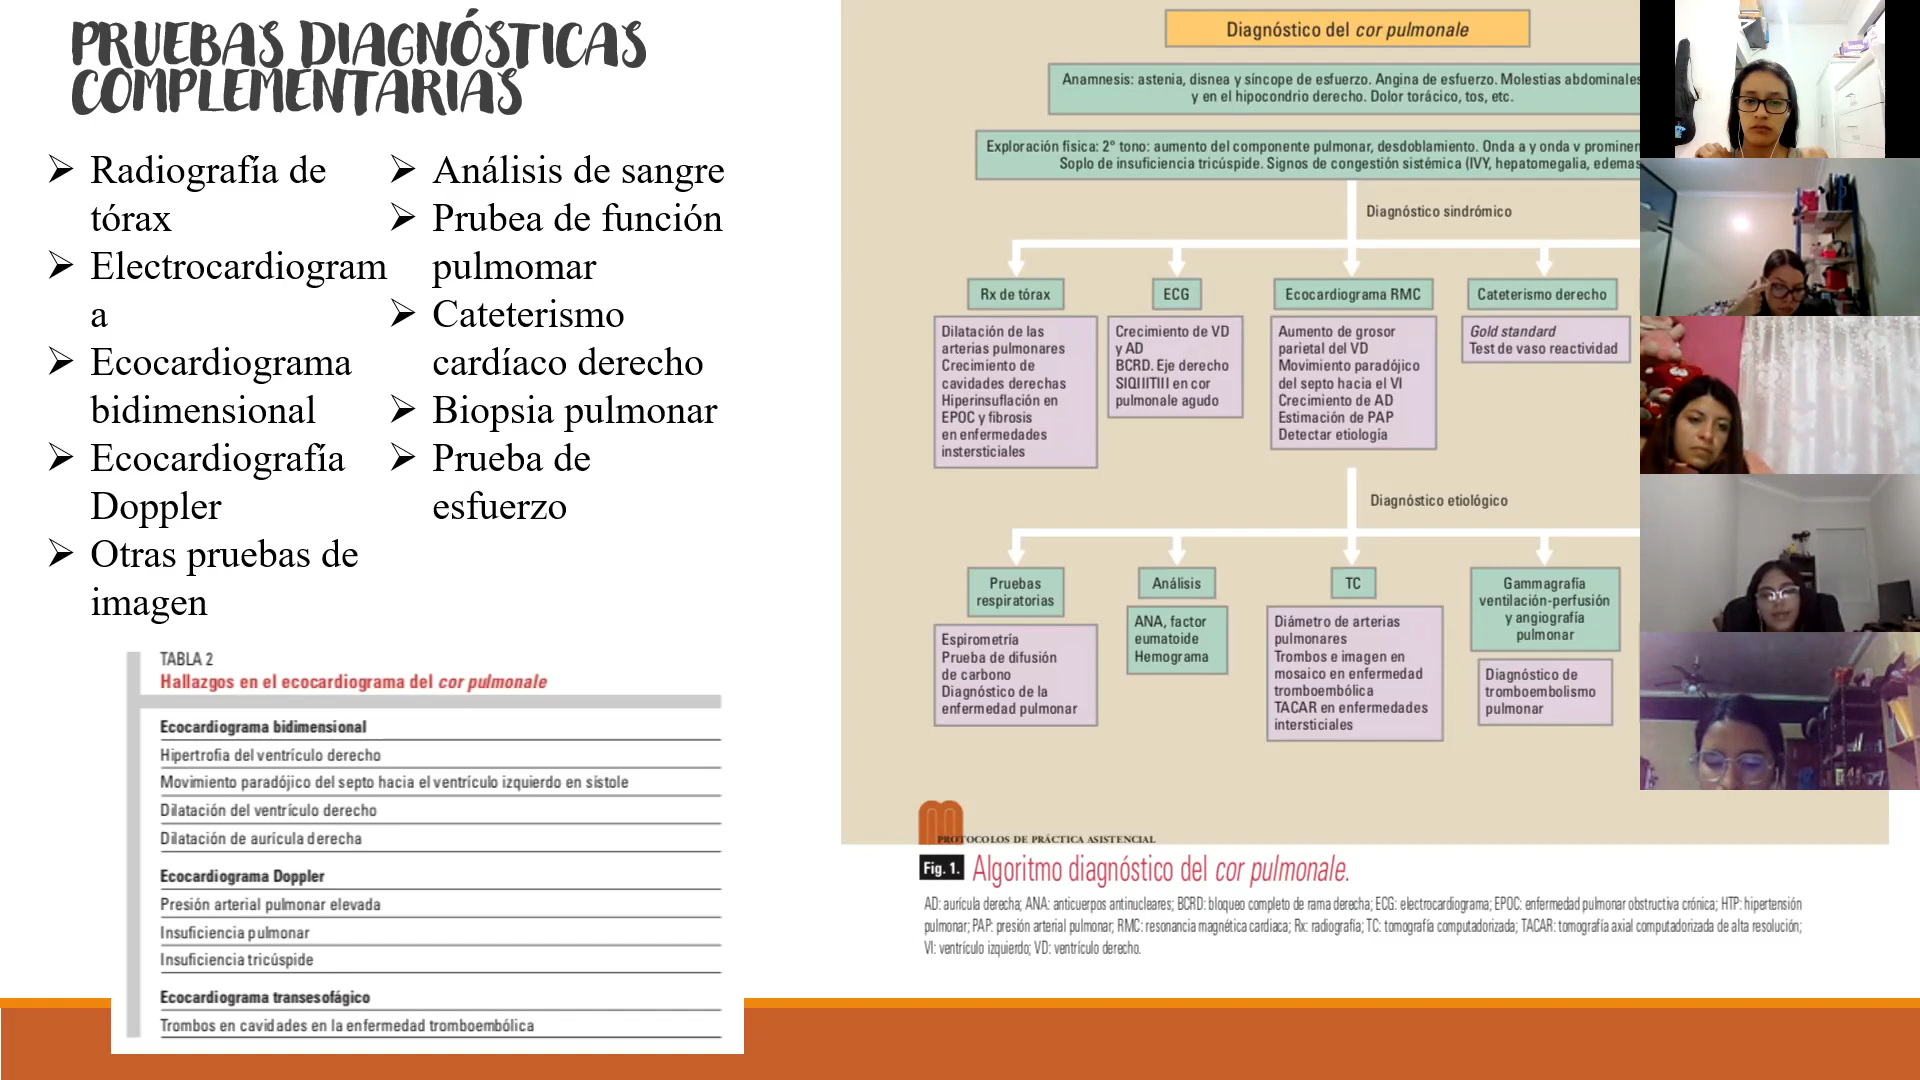 PRUEBAS DIAGNÓSTICAS
COMPLEMENTARIAS
Radiografía de
tórax
Electrocardiogram
a
Ecocardiograma
bidimensional
Ecocardiografía
Doppler
Otras pruebas de
imagen
Análisis de sangre
Prubea de función
pulmomar
Cateterismo
cardíaco derecho
Biopsia pulmonar
Prueba de
esfuerzo
TABLA 2
Hallazgos en el ecocardiograma del cor pulmonale
Ecocardiograma bidimensional
Hipertrofia del ventrículo derecho
Movimiento paradójico del septo hacia el ventrículo izquierdo en sístole
Dilatación del ventrículo derecho
Dilatación de aurícula derecha
Ecocardiograma Doppler
Presión arterial pulmonar elevada
Insuficiencia pulmonar
Insuficiencia tricúspide
Ecocardiograma transesofágico
Trombos en cavidades en la enfermedad tromboembólica
Diagnóstico del cor pulmonale
Anamnesis: astenia, disnea y síncope de esfuerzo. Angina de esfuerzo. Molestias abdominales
y en el hipocondrio derecho. Dolor torácico, tos, etc.
Exploración física: 2° tono: aumento del componente pulmonar, desdoblamiento. Onda a y onda v prominen
Soplo de insuficiencia tricúspide. Signos de congestión sistémica (IVY, hepatomegalia, edemas
Diagnóstico sindrómico
Rx de tórax
Dilatación de las
arterias pulmonares
Crecimiento de
cavidades derechas
Hiperinsuflación en
EPOC y fibrosis
en enfermedades
instersticiales
ECG
Crecimiento de VD
y AD
BCRD. Eje derecho
SIQIIITIII en cor
pulmonale agudo
Ecocardiograma RMC
Aumento de grosor
parietal del VD
Movimiento paradójico
del septo hacia el VI
Crecimiento de AD
Estimación de PAP
Detectar etiología
Cateterismo derecho
Gold standard
Test de vaso reactividad
Diagnóstico etiológico
Pruebas
respiratorias
Espirometría
Prueba de difusión
de carbono
Diagnóstico de la
enfermedad pulmonar
Análisis
ANA, factor
eumatoide
Hemograma
TC
Diámetro de arterias
pulmonares
Trombos e imagen en
mosaico en enfermedad
tromboembólica
TACAR en enfermedades
intersticiales
Gammagrafía
ventilación-perfusión
y angiografía
pulmonar
Diagnóstico de
tromboembolismo
pulmonar
PROTOCOLOS DE PRÁCTICA ASISTENCIAL
Fig. 1. Algoritmo diagnóstico del cor pulmonale.
AD: aurícula derecha; ANA: anticuerpos antinucleares; BCRD: bloqueo completo de rama derecha; ECG: electrocardiograma; EPOC: enfermedad pulmonar obstructiva crónica; HTP: hipertensión
pulmonar; PAP: presión arterial pulmonar; RMC: resonancia magnética cardiaca; Rx: radiografía; TC: tomografía computadorizada; TACAR: tomografía axial computadorizada de alta resolución;
VI: ventrículo izquierdo; VD: ventrículo derecho.